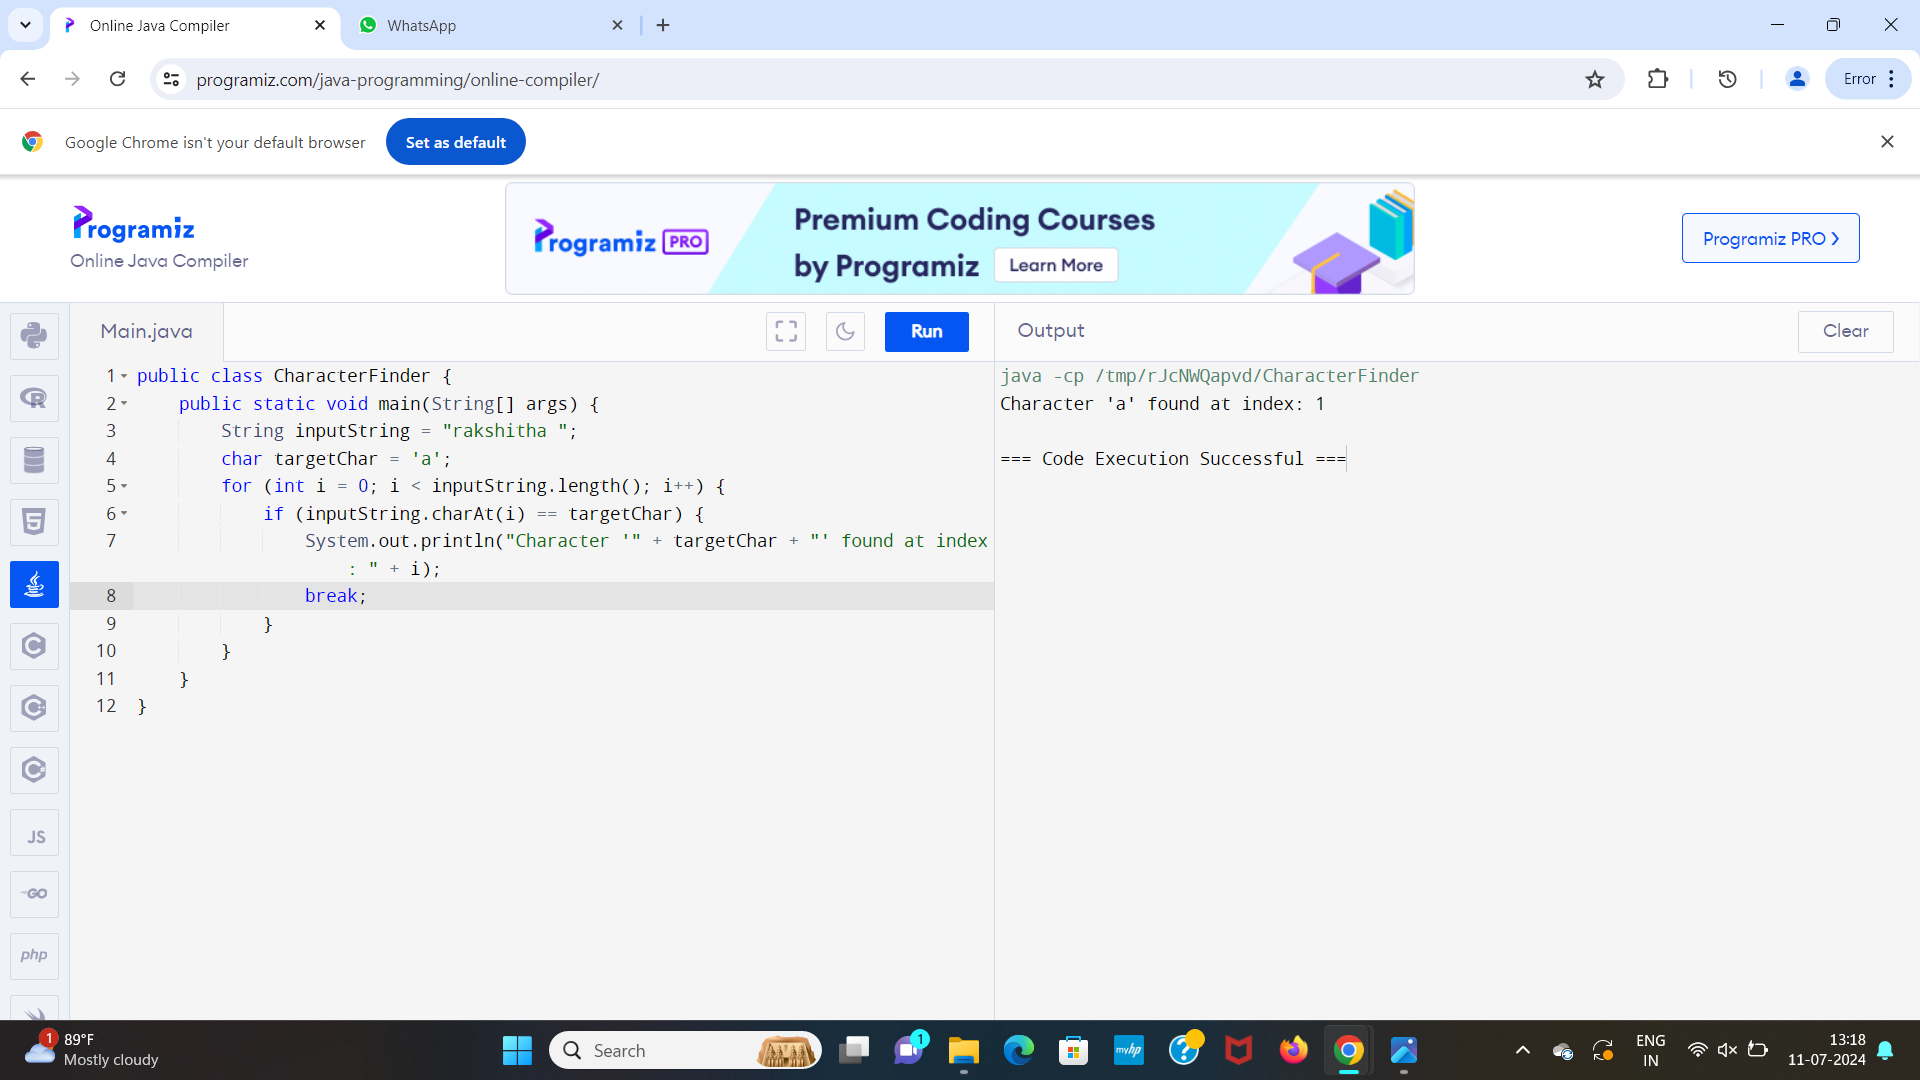 Online Java Compiler
WhatsApp
programiz.com/java-programming/online-compiler/
Error
Google Chrome isn't your default browser
Set as default
Programiz
Online Java Compiler
Programiz PRO
Premium Coding Courses
by Programiz
Learn More
Programiz PRO >
Main.java
Run
Output
Clear
1 public class CharacterFinder {
2 public static void main(String[] args) {
3 String inputString = "rakshitha ";
4 char targetChar = 'a';
5 for (int i = 0; i < inputString.length(); i++) {
6 if (inputString.charAt(i) == targetChar) {
7 System.out.println("Character '" + targetChar + "' found at index
: " + i);
8 break;
9 }
10 }
11 }
12 }
java -cp /tmp/rJcNWQapvd/CharacterFinder
Character 'a' found at index: 1
=== Code Execution Successful ===
R
5
C
C
C
JS
GO
php
1
89°F
Mostly cloudy
Search
1
myhp
?
ENG
IN
13:18
11-07-2024